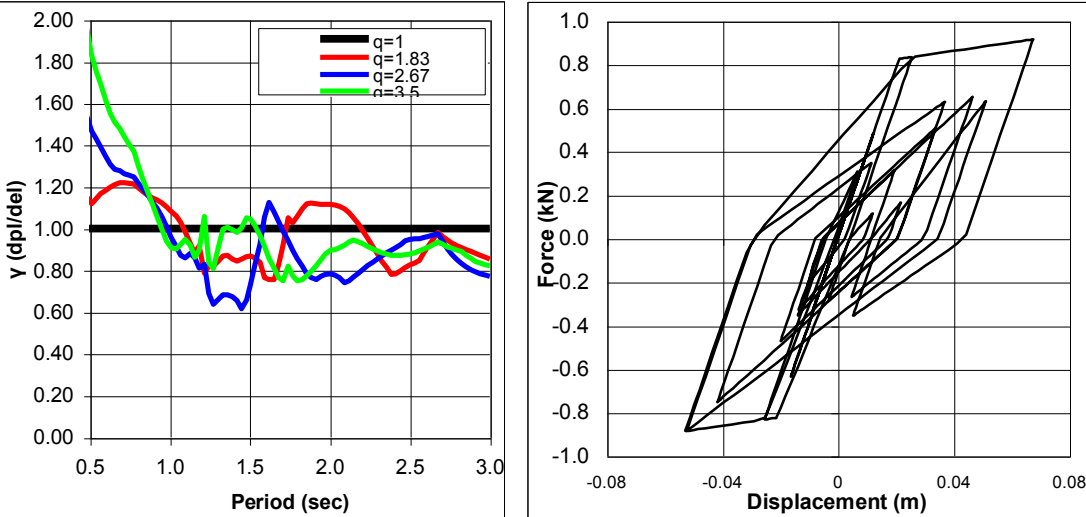 2.00
1.80
1.60
1.40
1.20
1.00
0.80
0.60
0.40
0.20
0.00
γ (dpl/del)
q=1
q=1.83
q=2.67
q=3.5
0.5 1.0 1.5 2.0 2.5 3.0
Period (sec)
1.0
0.8
0.6
0.4
0.2
0.0
-0.2
-0.4
-0.6
-0.8
-1.0
Force (kN)
-0.08 -0.04 0 0.04 0.08
Displacement (m)